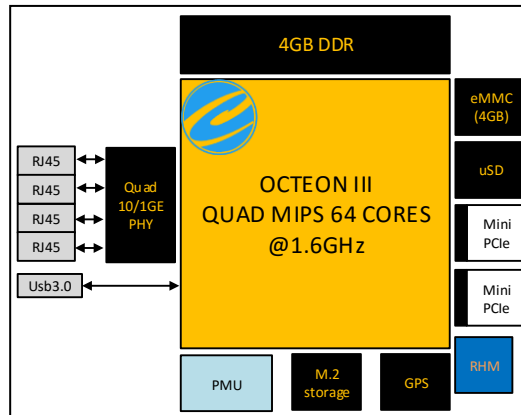 4GB DDR
eMMC
(4GB)
uSD
RJ45
RJ45
RJ45
RJ45
Quad
10/1GE
PHY
OCTEON III
QUAD MIPS 64 CORES
@1.6GHz
Mini
PCIe
Mini
PCIe
Usb3.0
PMU
M.2
storage
GPS
RHM